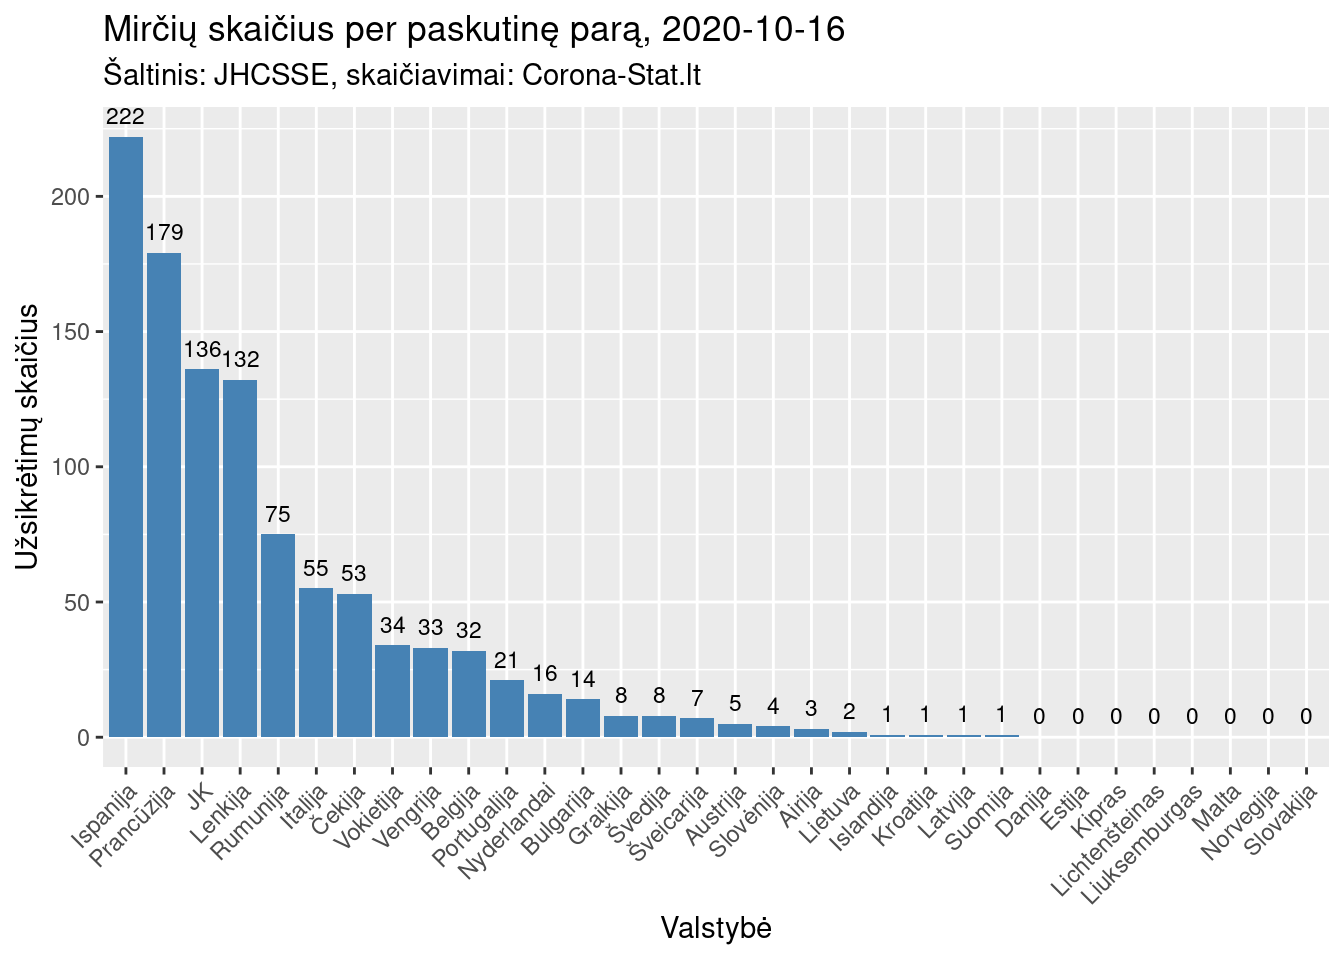 Mirčių skaičius per paskutinę parą, 2020-10-16
Šaltinis: JHCSSE, skaičiavimai: Corona-Stat.lt
Užsikrėtimų skaičius
200
150
100
50
0
222
179
136
132
75
55
53
34
33
32
21
16
14
8
8
7
5
4
3
2
1
1
1
1
0
0
0
0
0
0
0
0
Ispanija
Prancūzija
JK
Lenkija
Rumunija
Italija
Čekija
Vokietija
Vengrija
Belgija
Portugalija
Nyderlandai
Bulgarija
Graikija
Švedija
Šveicarija
Austrija
Slovėnija
Airija
Lietuva
Islandija
Kroatija
Latvija
Suomija
Danija
Estija
Kipras
Lichtenšteinas
Liuksemburgas
Malta
Norvegija
Slovakija
Valstybė